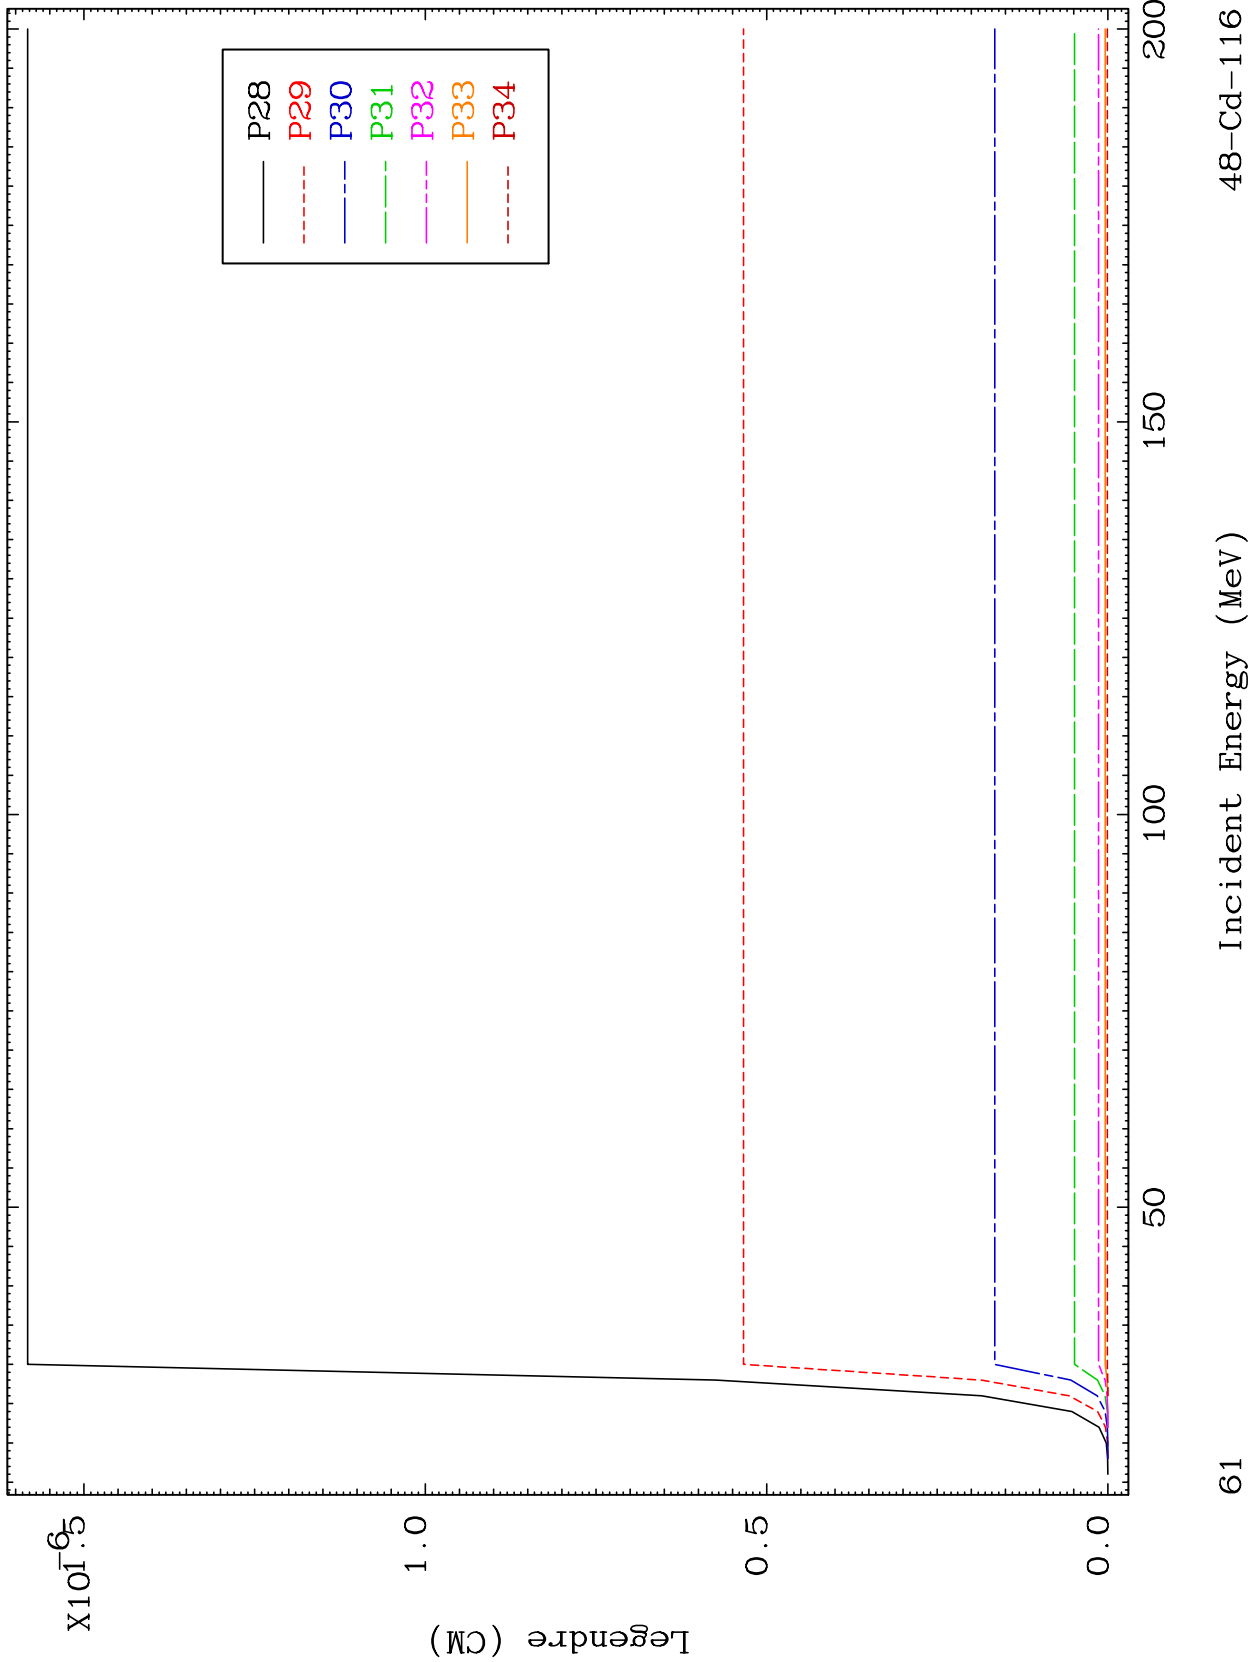 X10-6
1.5
1.0
0.5
0.0
Legendre (CM)
P28
P29
P30
P31
P32
P33
P34
50
100
150
200
Incident Energy (MeV)
61
48-Cd-116